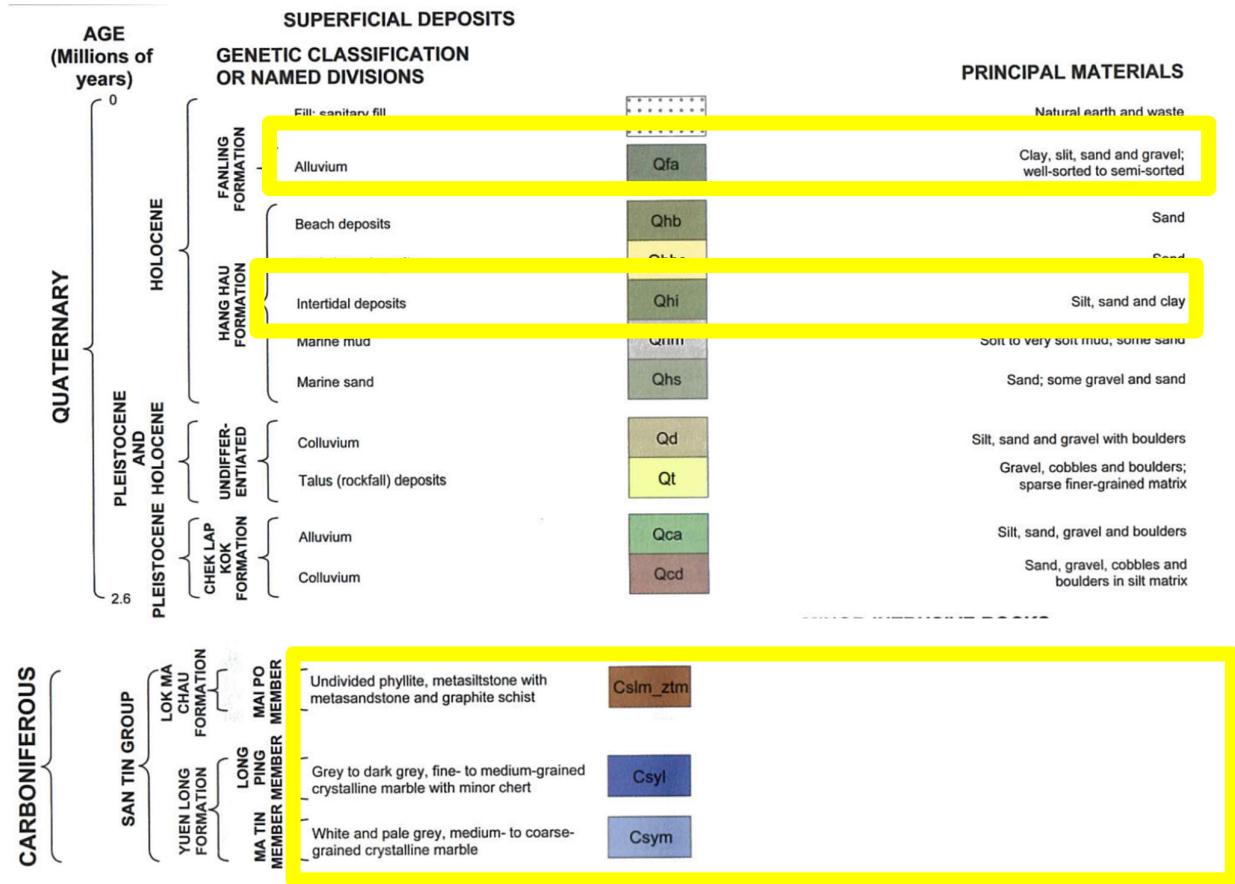 SUPERFICIAL DEPOSITS
AGE
(Millions of
years)
GENETIC CLASSIFICATION
OR NAMED DIVISIONS
PRINCIPAL MATERIALS
0
QUATERNARY
HOLOCENE
FANLING
FORMATION
Fill; sanitary fill
Natural earth and waste
Alluvium
Qfa
Clay, slit, sand and gravel;
well-sorted to semi-sorted
HANG HAU
FORMATION
Beach deposits
Qhb
Sand
Sand
Intertidal deposits
Qhi
Silt, sand and clay
Marine mud
Qhm
Soft to very soft mud, some sand
Marine sand
Qhs
Sand; some gravel and sand
PLEISTOCENE
AND
HOLOCENE
UNDIFFER-
ENTIATED
Colluvium
Qd
Silt, sand and gravel with boulders
Talus (rockfall) deposits
Qt
Gravel, cobbles and boulders;
sparse finer-grained matrix
PLEISTOCENE
CHEK LAP
KOK
FORMATION
Alluvium
Qca
Silt, sand, gravel and boulders
Colluvium
Qcd
Sand, gravel, cobbles and
boulders in silt matrix
2.6
CARBONIFEROUS
SAN TIN GROUP
LOK MA
CHAU
FORMATION
MAI PO
MEMBER
Undivided phyllite, metasiltstone with
metasandstone and graphite schist
Cslm_ztm
YUEN LONG
FORMATION
LONG
PING
MEMBER
Grey to dark grey, fine- to medium-grained
crystalline marble with minor chert
Csyl
MA TIN
MEMBER
White and pale grey, medium- to coarse-
grained crystalline marble
Csym